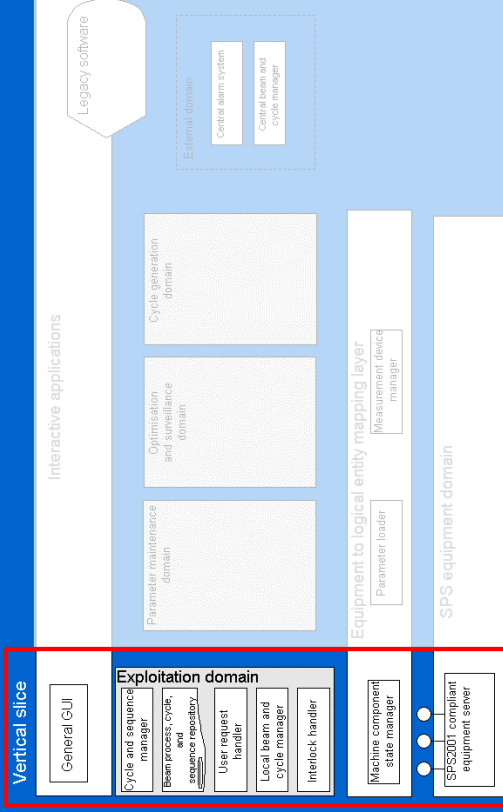 Vertical slice
General GUI
Interactive applications
Legacy software
Exploitation domain
Cycle and sequence
manager
Beam process, cycle,
and
sequence repository
User request
handler
Local beam and
cycle manager
Interlock handler
Parameter maintenance
domain
Optimisation
and surveillance
domain
Cycle generation
domain
External domain
Central alarm system
Central beam and
cycle manager
Equipment to logical entity mapping layer
Machine component
state manager
Parameter loader
Measurement device
manager
SPS equipment domain
SPS2001 compliant
equipment server